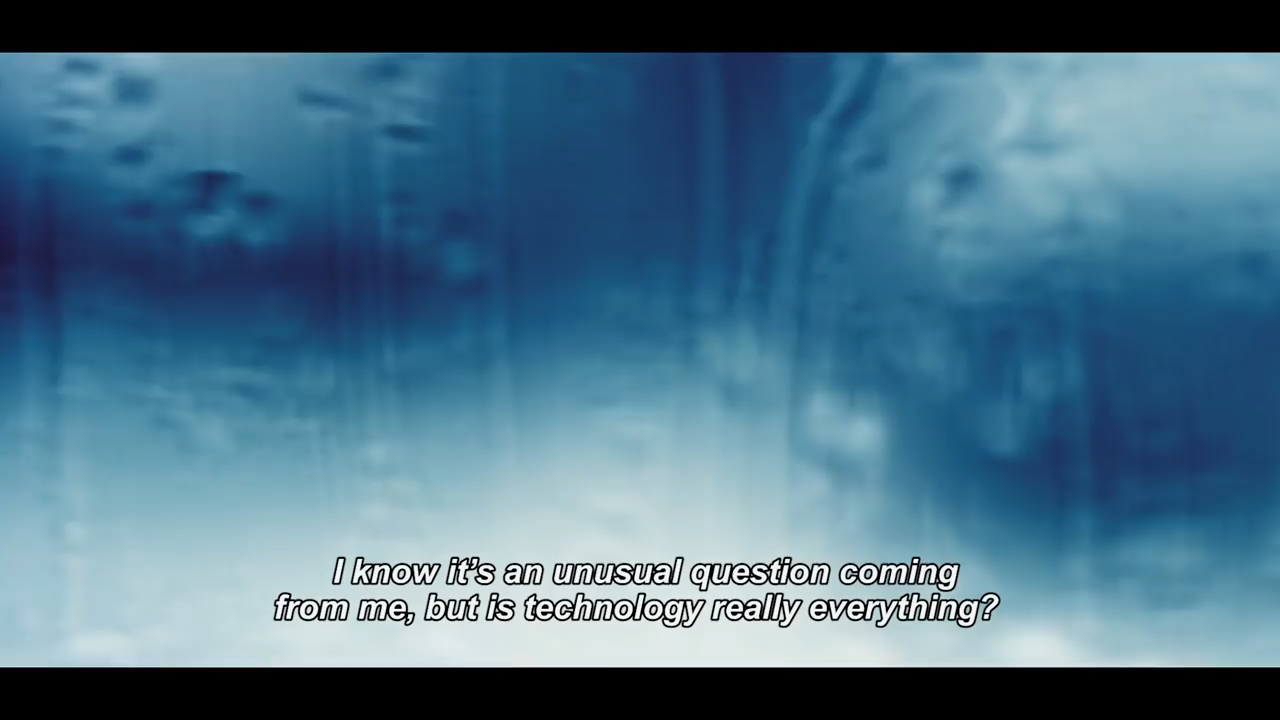 I know it's an unusual question coming
from me, but is technology really everything?